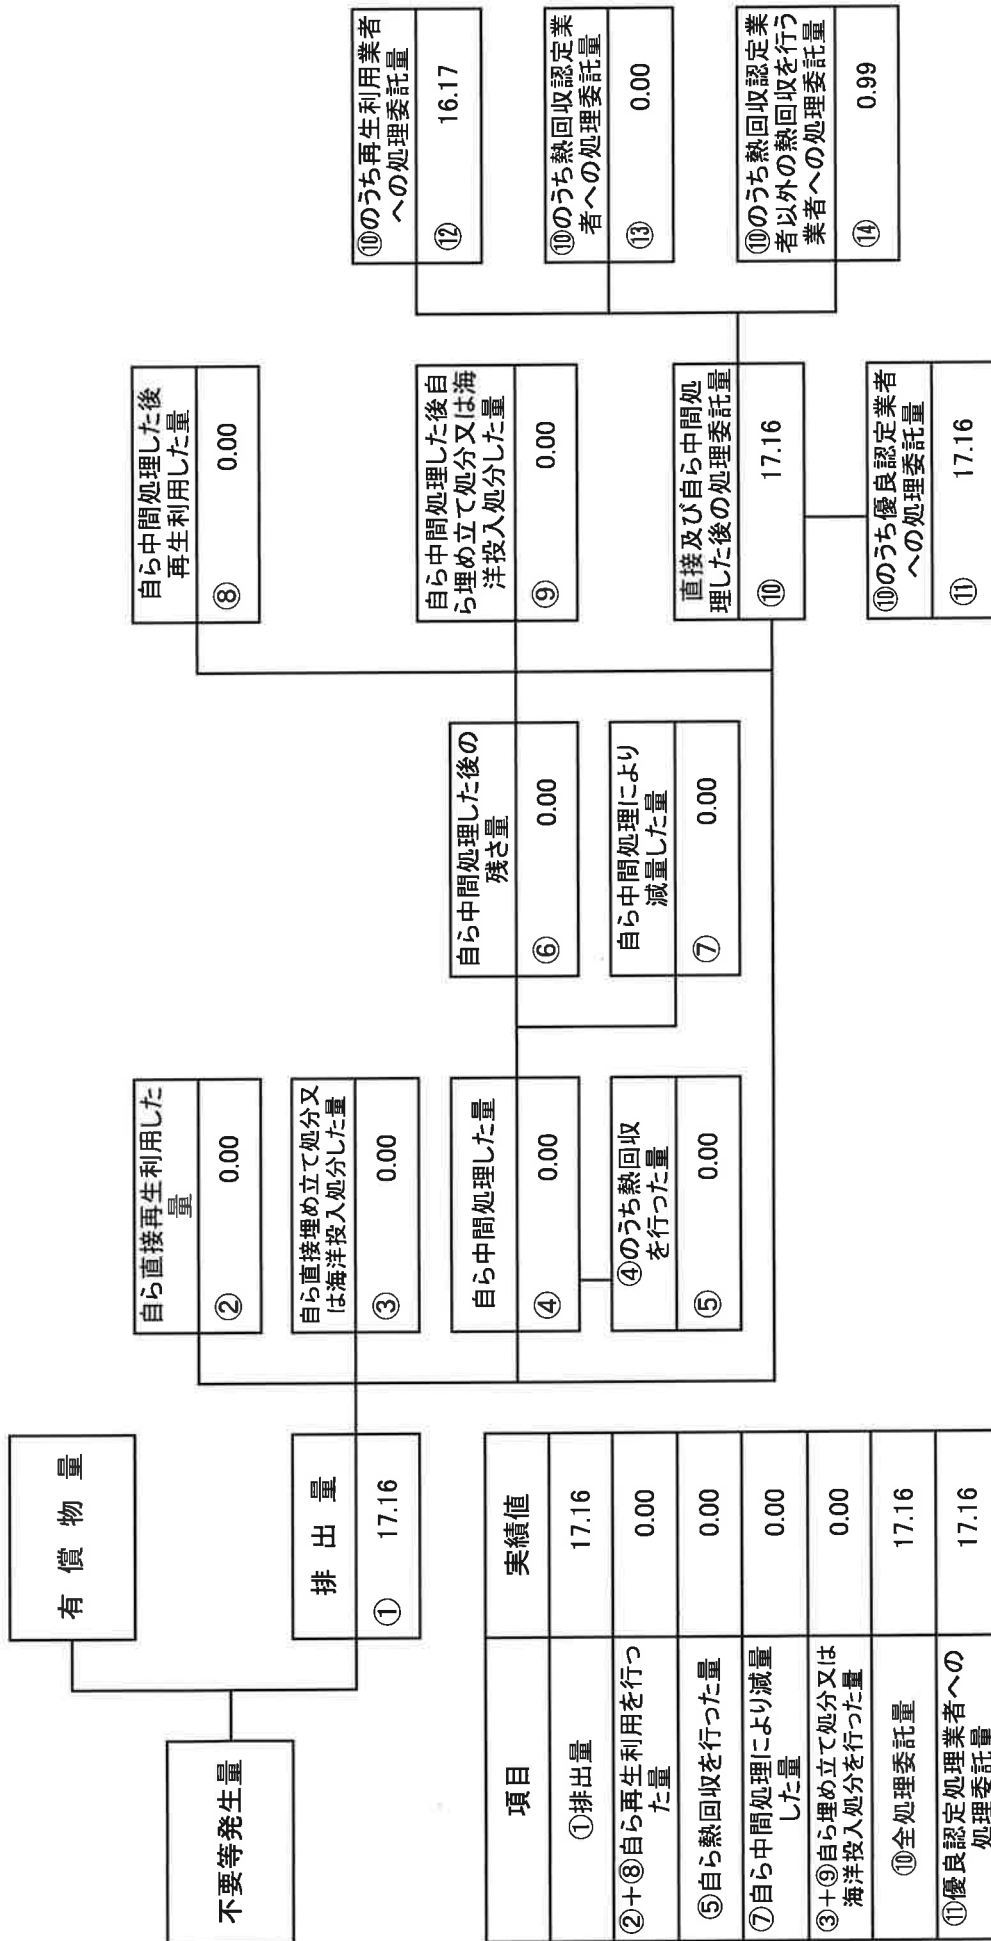 不要等発生量
有 償 物 量
排 出 量
① 17.16
自ら直接再生利用した
量
② 0.00
自ら直接埋め立て処分又
は海洋投入処分した量
③ 0.00
自ら中間処理した量
④ 0.00
④のうち熱回収
を行った量
⑤ 0.00
自ら中間処理した後の
残さ量
⑥ 0.00
自ら中間処理により
減量した量
⑦ 0.00
自ら中間処理した後
再生利用した量
⑧ 0.00
自ら中間処理した後自
ら埋め立て処分又は海
洋投入処分した量
⑨ 0.00
直接及び自ら中間処
理した後の処理委託量
⑩ 17.16
⑩のうち優良認定業者
への処理委託量
⑪ 17.16
⑩のうち再生利用業者
への処理委託量
⑫ 16.17
⑩のうち熱回収認定業
者への処理委託量
⑬ 0.00
⑩のうち熱回収認定業
者以外の熱回収を行う
業者への処理委託量
⑭ 0.99
項目 実績値
①排出量 17.16
②+⑧自ら再生利用を行っ
た量 0.00
⑤自ら熱回収を行った量 0.00
⑦自ら中間処理により減量
した量 0.00
③+⑨自ら埋め立て処分又は
海洋投入処分を行った量 0.00
⑩全処理委託量 17.16
⑪優良認定処理業者への
処理委託量 17.16